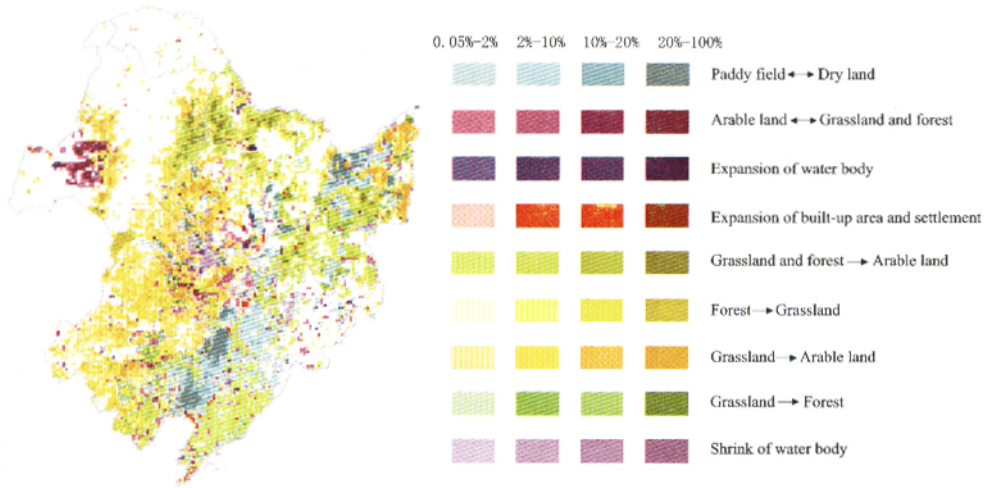 0.05%-2% 2%-10% 10%-20% 20%-100%
Paddy field ↔ Dry land
Arable land ↔ Grassland and forest
Expansion of water body
Expansion of built-up area and settlement
Grassland and forest → Arable land
Forest → Grassland
Grassland → Arable land
Grassland → Forest
Shrink of water body